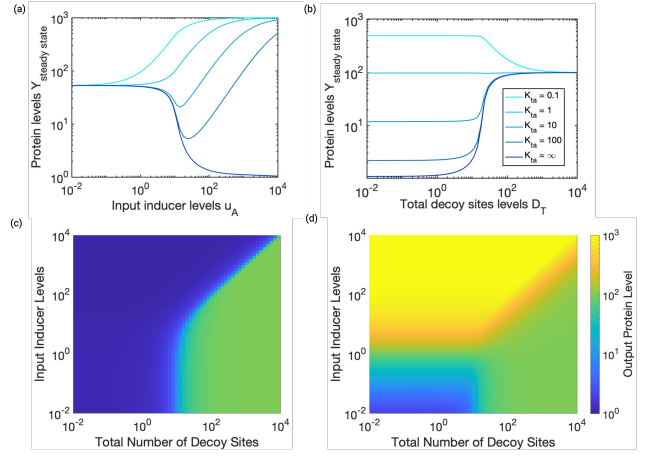 (a)
Protein levels Y_steady state
10^3
10^2
10^1
10^0
10^-2
10^0
10^2
10^4
Input inducer levels u_A
(b)
Protein levels Y_steady state
10^3
10^2
10^1
10^-2
10^0
10^2
10^4
Total decoy sites levels D_T
K_ta = 0.1
K_ta = 1
K_ta = 10
K_ta = 100
K_ta = ∞
(c)
Input Inducer Levels
10^4
10^2
10^0
10^-2
10^-2
10^0
10^2
10^4
Total Number of Decoy Sites
(d)
Input Inducer Levels
10^4
10^2
10^0
10^-2
10^-2
10^0
10^2
10^4
Total Number of Decoy Sites
10^3
10^2
10^1
10^0
Output Protein Level